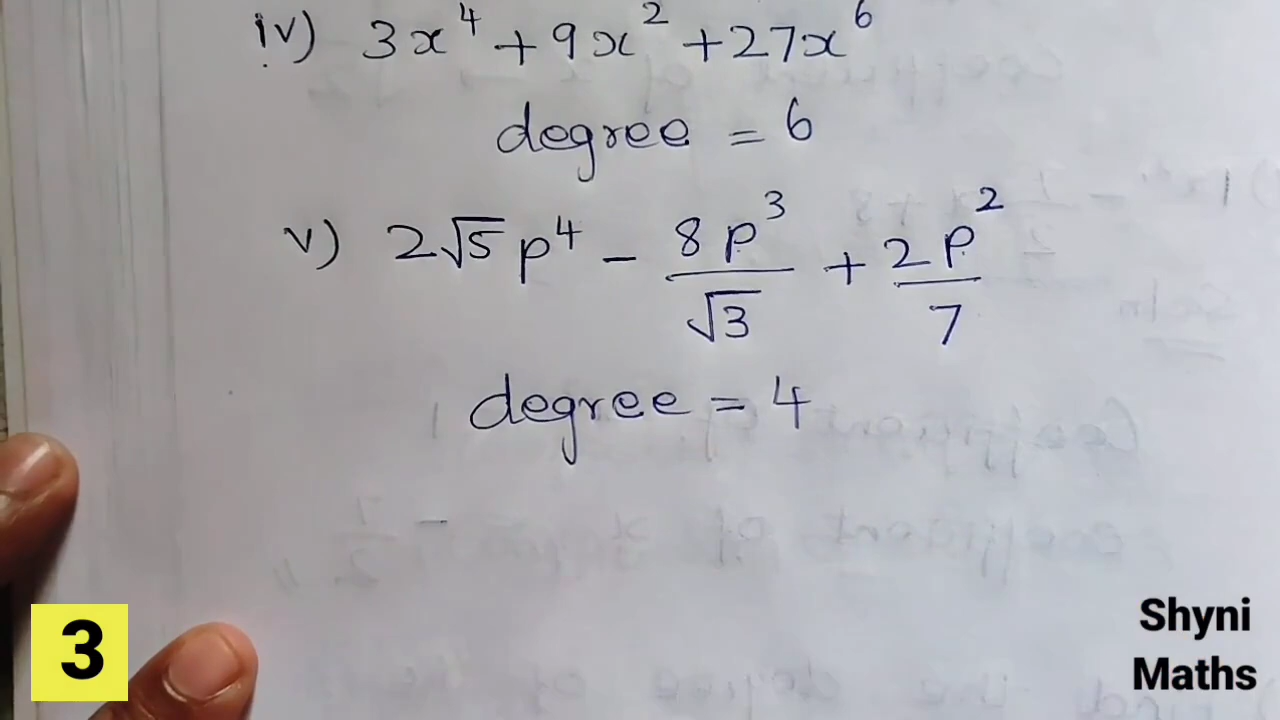 iv) 3x⁴ + 9x² + 27x⁶
degree = 6
v) 2√5 p⁴ - 8p³/√3 + 2p²/7
degree = 4
3
Shyni
Maths